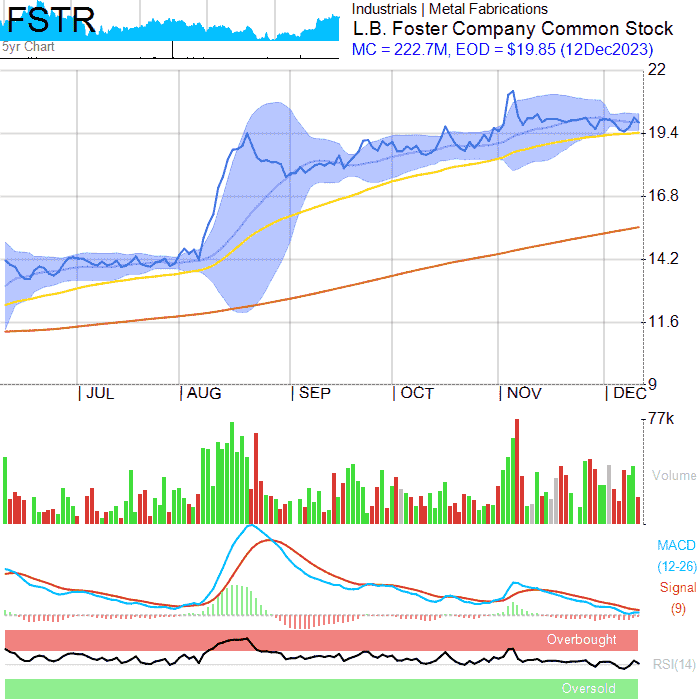 FSTR
5yr Chart
Industrials | Metal Fabrications
L.B. Foster Company Common Stock
MC = 222.7M, EOD = $19.85 (12Dec2023)
22
19.4
16.8
14.2
11.6
9
JUL
AUG
SEP
OCT
NOV
DEC
77k
Volume
MACD
(12-26)
Signal
(9)
Overbought
RSI(14)
Oversold